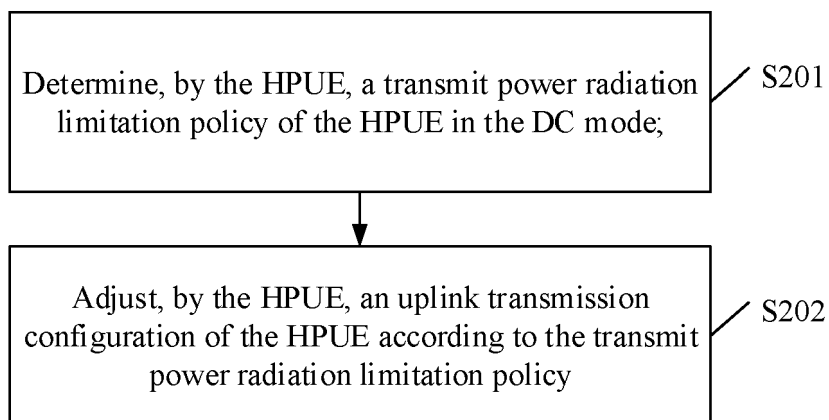 Determine, by the HPUE, a transmit power radiation
limitation policy of the HPUE in the DC mode;
S201
Adjust, by the HPUE, an uplink transmission
configuration of the HPUE according to the transmit
power radiation limitation policy
S202